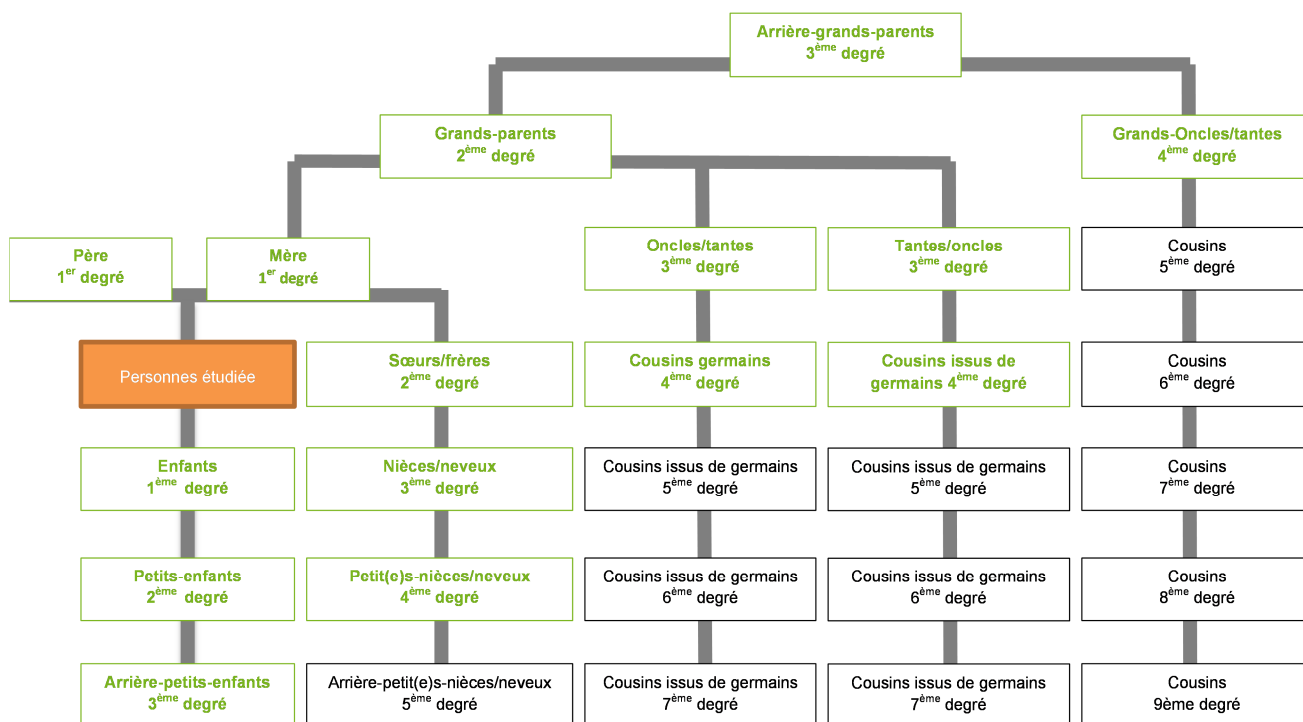 Arrière-grands-parents
3ème degré
Grands-parents
2ème degré
Grands-Oncles/tantes
4ème degré
Père
1er degré
Mère
1er degré
Oncles/tantes
3ème degré
Tantes/oncles
3ème degré
Cousins
5ème degré
Personnes étudiée
Sœurs/frères
2ème degré
Cousins germains
4ème degré
Cousins issus de
germains 4ème degré
Cousins
6ème degré
Enfants
1ème degré
Nièces/neveux
3ème degré
Cousins issus de germains
5ème degré
Cousins issus de germains
5ème degré
Cousins
7ème degré
Petits-enfants
2ème degré
Petit(e)s-nièces/neveux
4ème degré
Cousins issus de germains
6ème degré
Cousins issus de germains
6ème degré
Cousins
8ème degré
Arrière-petits-enfants
3ème degré
Arrière-petit(e)s-nièces/neveux
5ème degré
Cousins issus de germains
7ème degré
Cousins issus de germains
7ème degré
Cousins
9ème degré